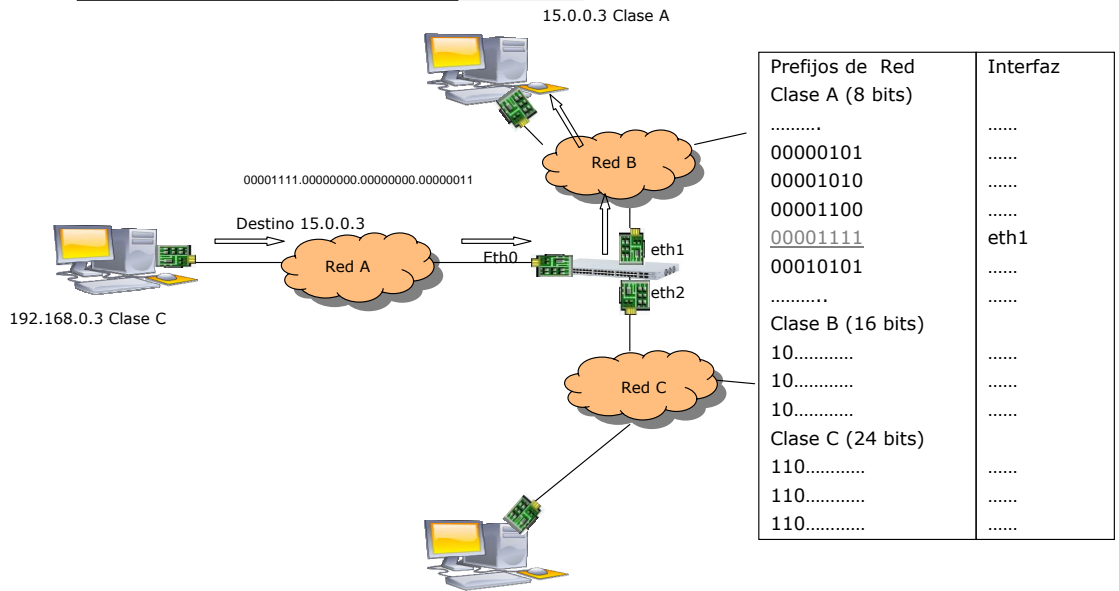 15.0.0.3 Clase A
Red B
00001111.00000000.00000000.00000011
Destino 15.0.0.3
Red A
Eth0
eth1
eth2
192.168.0.3 Clase C
Red C
Prefijos de Red Interfaz
Clase A (8 bits)
………. ……
00000101 ……
00001010 ……
00001100 ……
00001111 eth1
00010101 ……
……….. ……
Clase B (16 bits)
10………… ……
10………… ……
10………… ……
Clase C (24 bits)
110………… ……
110………… ……
110………… ……